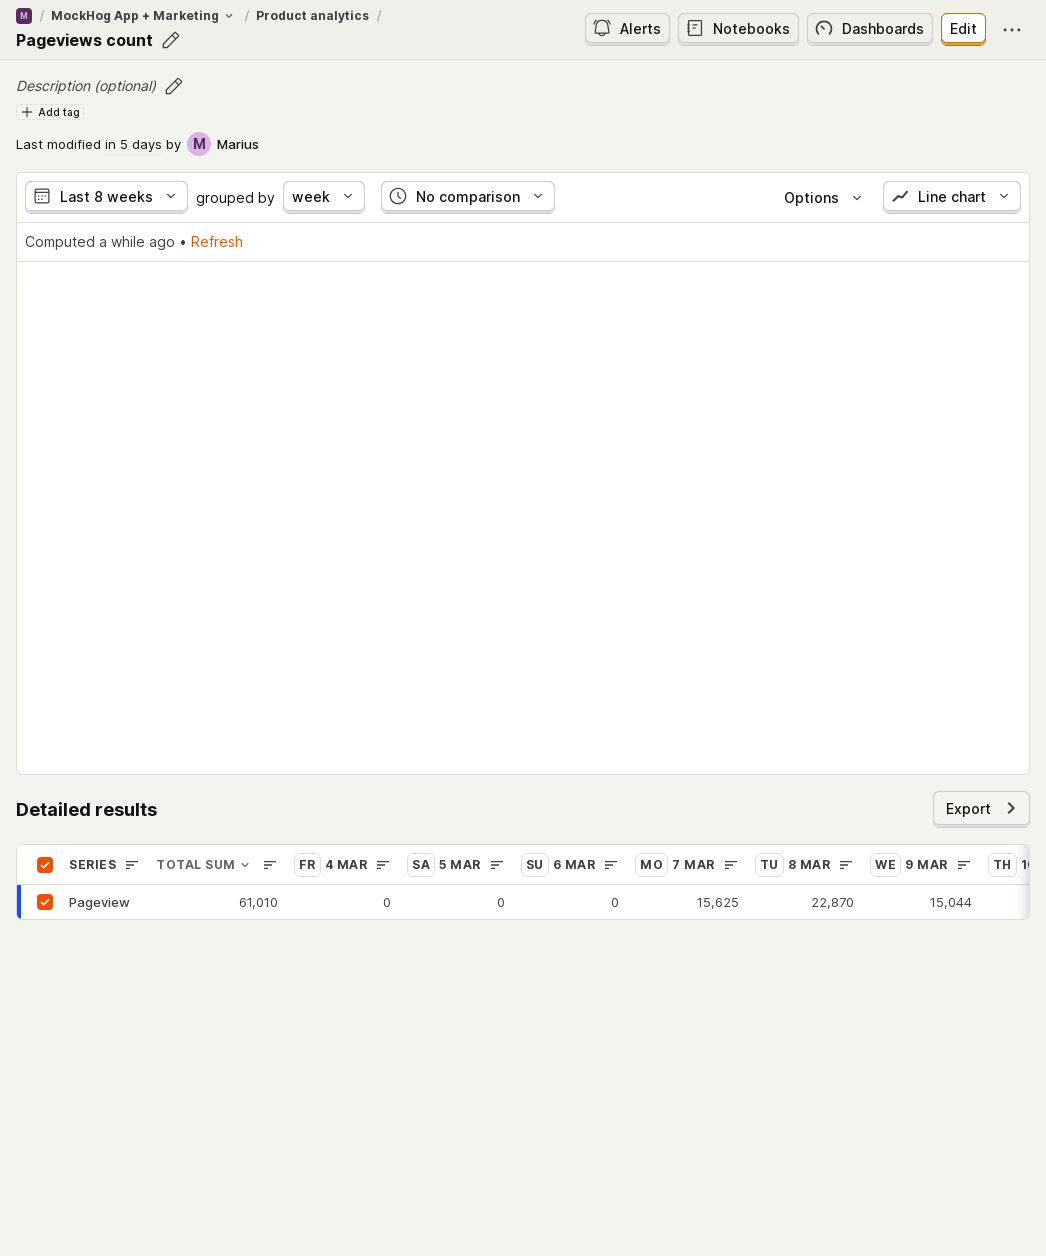 M / MockHog App + Marketing / Product analytics /
Pageviews count
Alerts Notebooks Dashboards Edit
Description (optional)
Add tag
Last modified in 5 days by M Marius
Last 8 weeks grouped by week No comparison Options Line chart
Computed a while ago • Refresh
Detailed results
Export
SERIES TOTAL SUM FR 4 MAR SA 5 MAR SU 6 MAR MO 7 MAR TU 8 MAR WE 9 MAR TH
Pageview 61,010 0 0 0 15,625 22,870 15,044